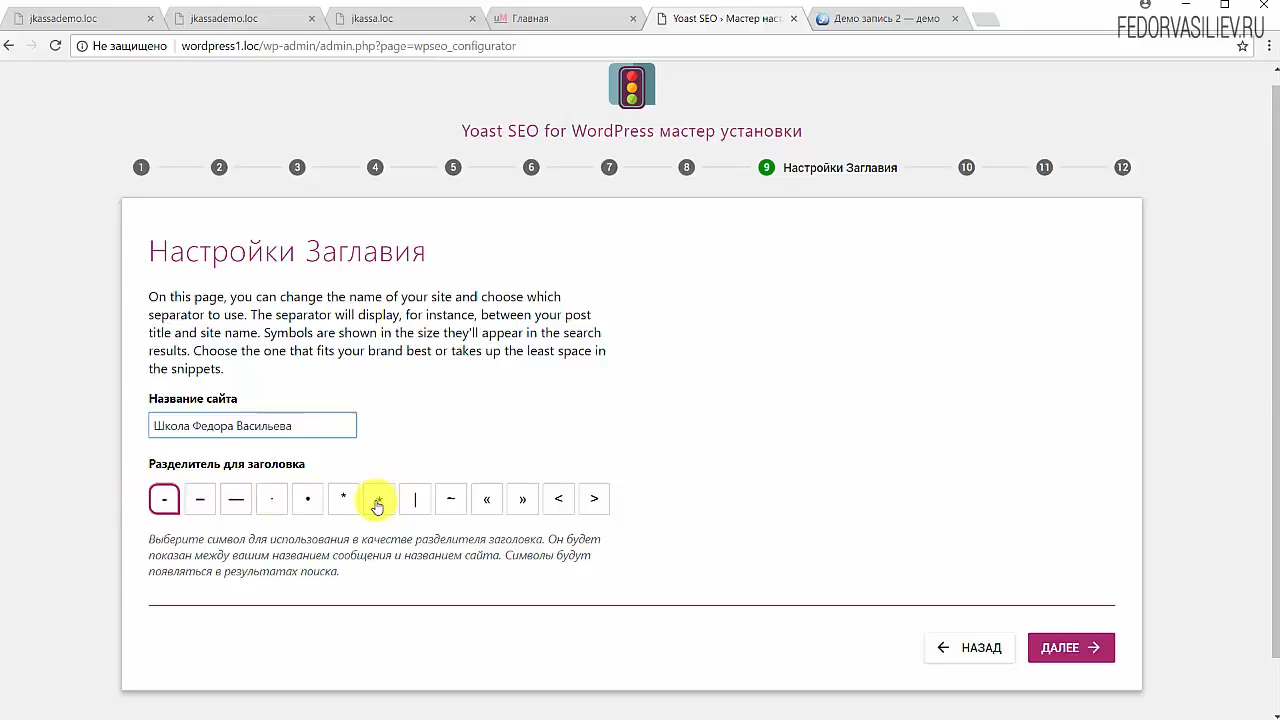 jkassademo.loc
jkassademo.loc
jkassa.loc
Главная
Yoast SEO › Мастер наст
Демо запись 2 — демо
FEDORVASILIEV.RU
Не защищено
wordpress1.loc/wp-admin/admin.php?page=wpseo_configurator
Yoast SEO for WordPress мастер установки
1 2 3 4 5 6 7 8 9 Настройки Заглавия 10 11 12
Настройки Заглавия
On this page, you can change the name of your site and choose which
separator to use. The separator will display, for instance, between your post
title and site name. Symbols are shown in the size they'll appear in the search
results. Choose the one that fits your brand best or takes up the least space in
the snippets.
Название сайта
Школа Федора Васильева
Разделитель для заголовка
- – — · • * ⋆ | ~ « » < >
Выберите символ для использования в качестве разделителя заголовка. Он будет
показан между вашим названием сообщения и названием сайта. Символы будут
появляться в результатах поиска.
НАЗАД
ДАЛЕЕ